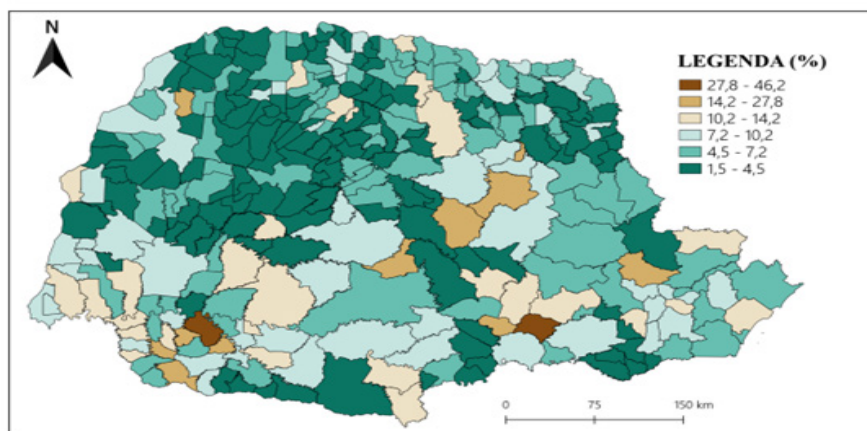 N
LEGENDA (%)
27,8 - 46,2
14,2 - 27,8
10,2 - 14,2
7,2 - 10,2
4,5 - 7,2
1,5 - 4,5
0 75 150 km